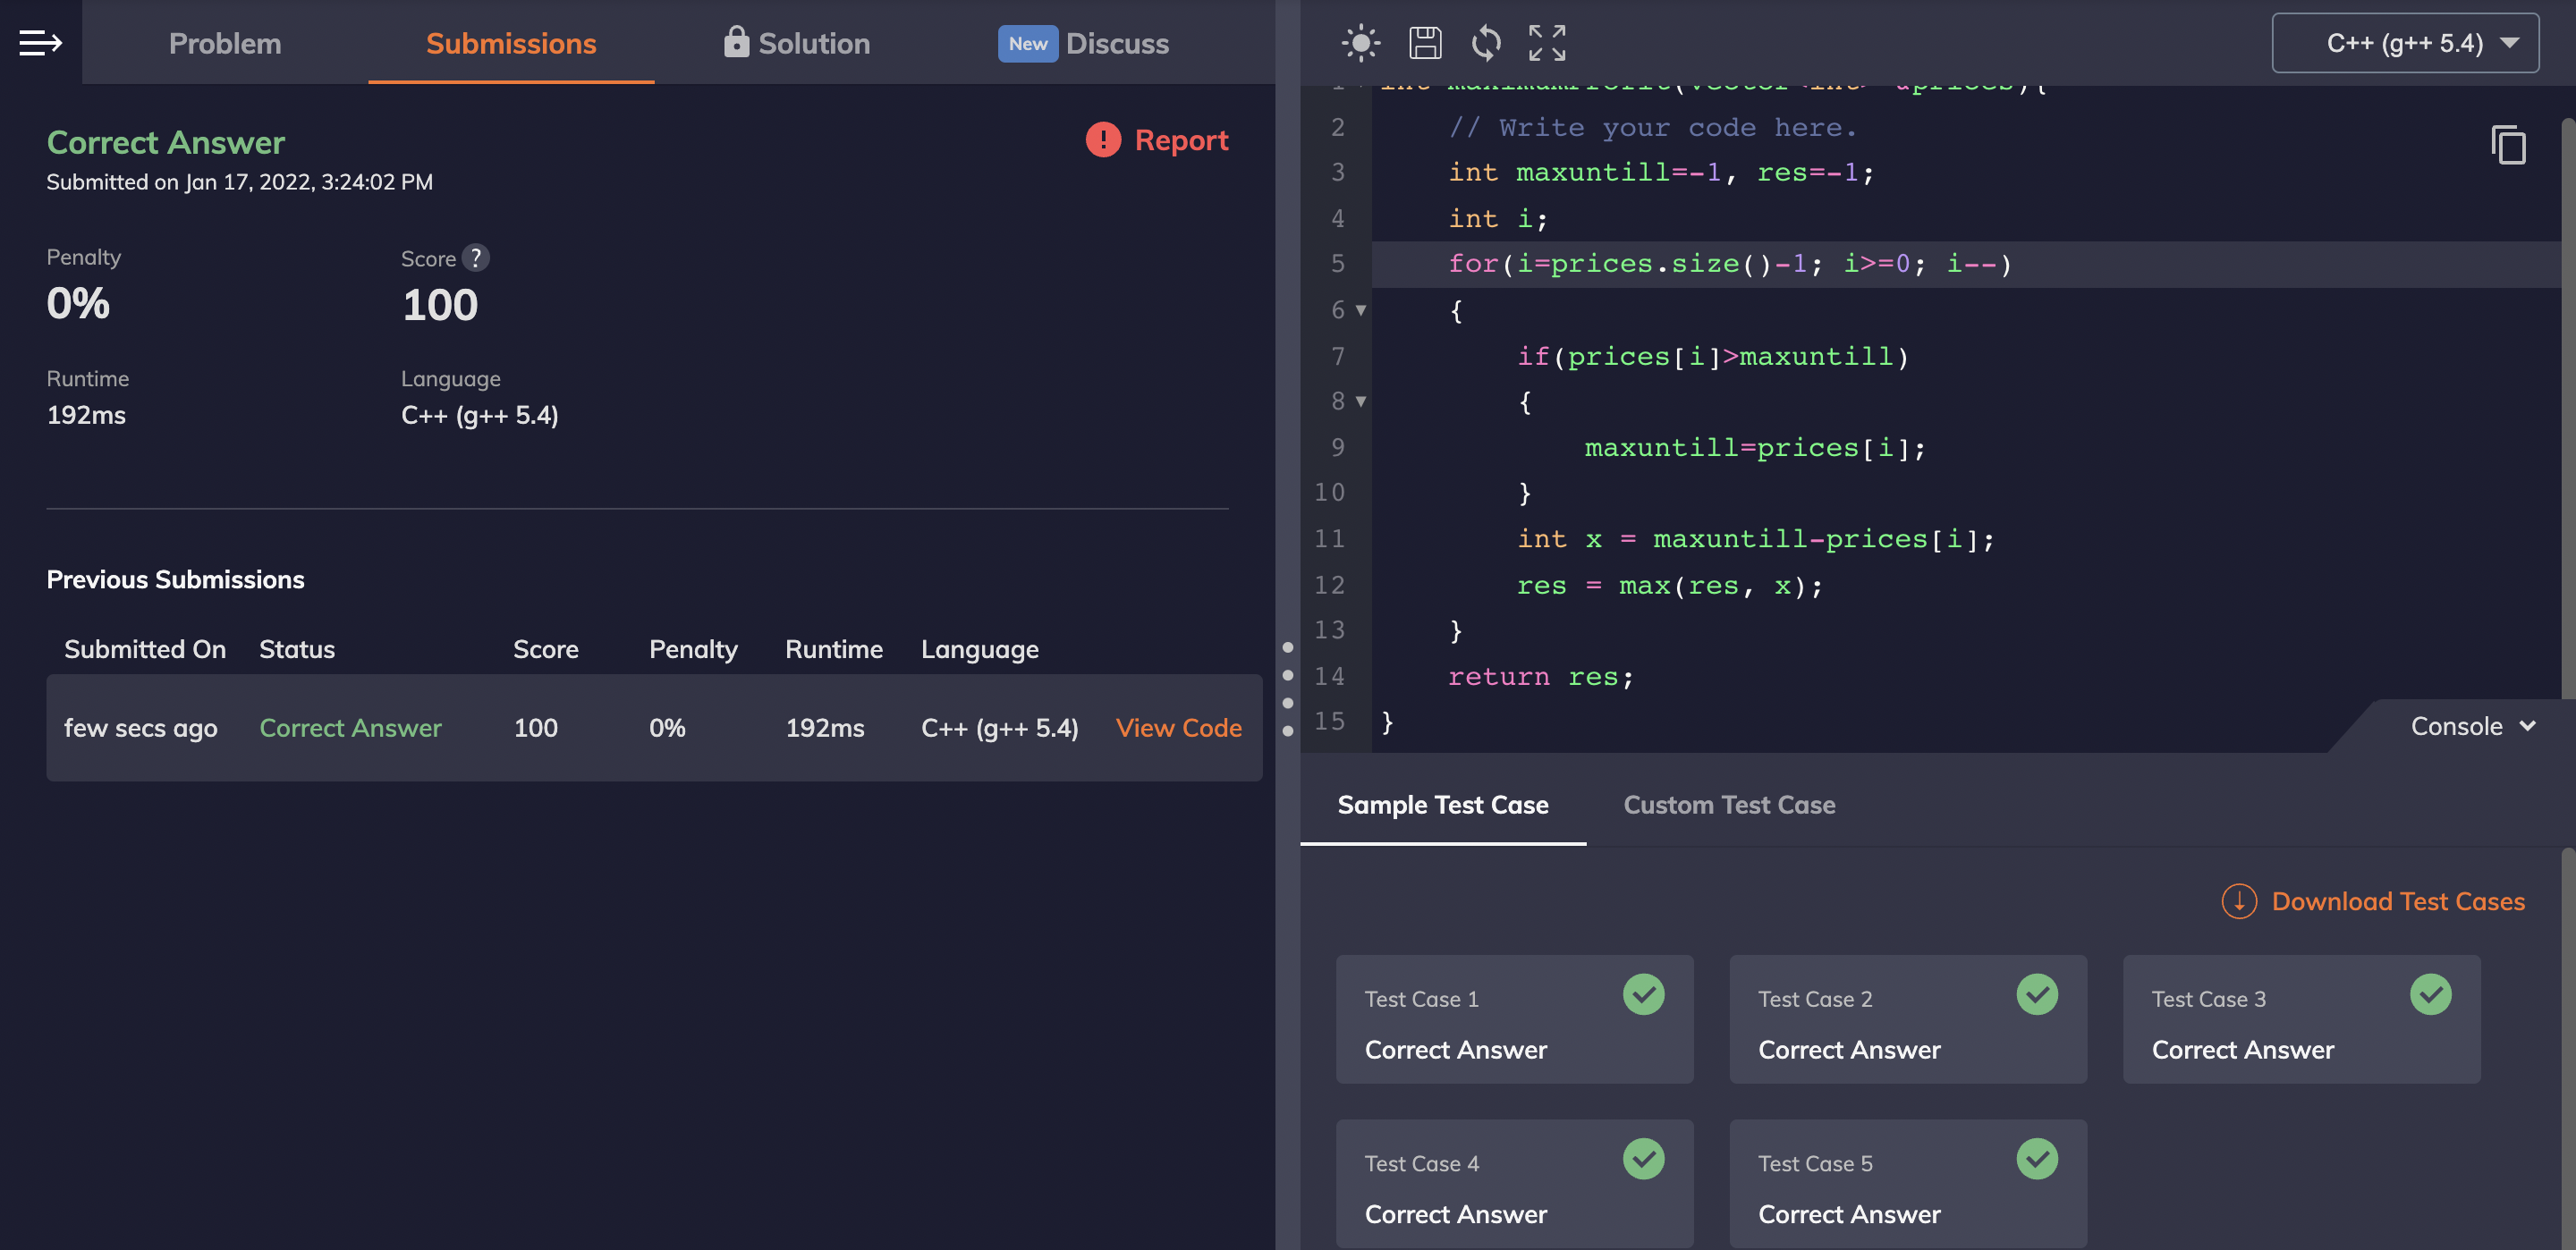 Problem
Submissions
Solution
New Discuss
Correct Answer
Report
Submitted on Jan 17, 2022, 3:24:02 PM
Penalty
Score ?
0%
100
Runtime
Language
192ms
C++ (g++ 5.4)
Previous Submissions
Submitted On Status Score Penalty Runtime Language
few secs ago Correct Answer 100 0% 192ms C++ (g++ 5.4) View Code
C++ (g++ 5.4)
1 int maximumProfit(vector<int> &prices){
2 // Write your code here.
3 int maxuntill=-1, res=-1;
4 int i;
5 for(i=prices.size()-1; i>=0; i--)
6 {
7 if(prices[i]>maxuntill)
8 {
9 maxuntill=prices[i];
10 }
11 int x = maxuntill-prices[i];
12 res = max(res, x);
13 }
14 return res;
15 }
Console
Sample Test Case
Custom Test Case
Download Test Cases
Test Case 1
Correct Answer
Test Case 2
Correct Answer
Test Case 3
Correct Answer
Test Case 4
Correct Answer
Test Case 5
Correct Answer